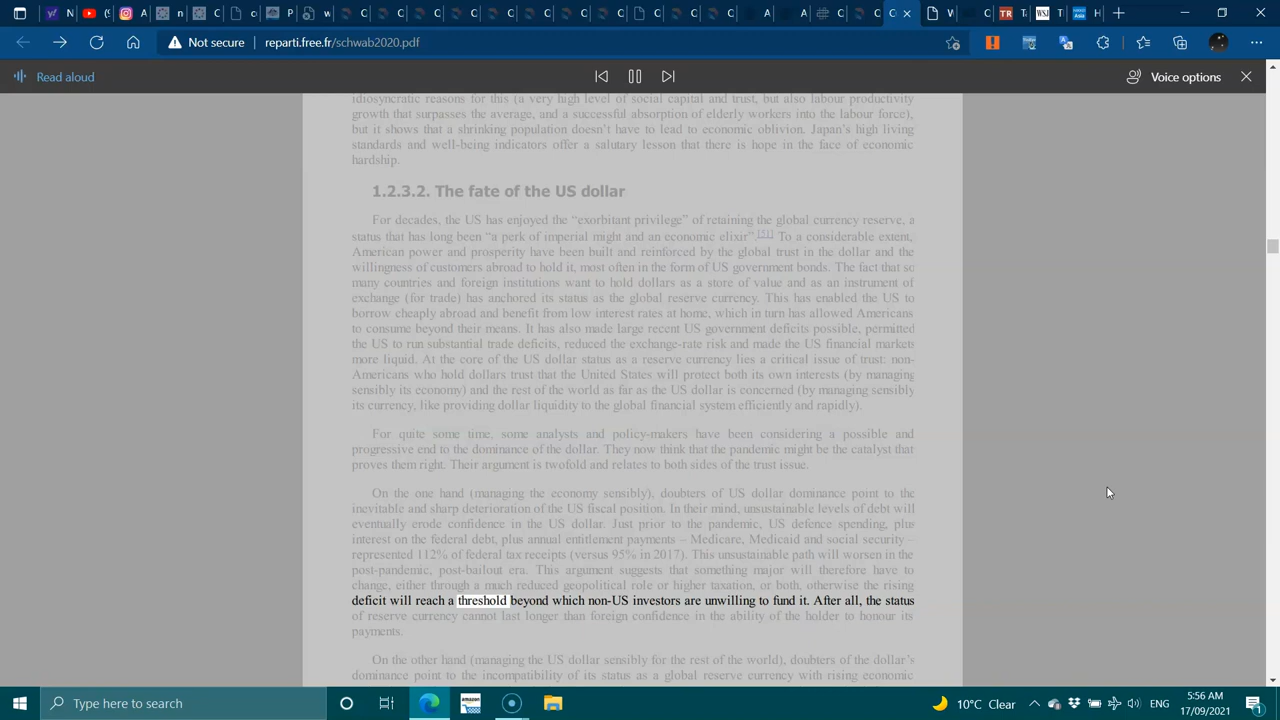 Not secure
reparti.free.fr/schwab2020.pdf
Read aloud
Voice options
idiosyncratic reasons for this (a very high level of social capital and trust, but also labour productivity
growth that surpasses the average, and a successful absorption of elderly workers into the labour force),
but it shows that a shrinking population doesn't have to lead to economic oblivion. Japan's high living
standards and well-being indicators offer a salutary lesson that there is hope in the face of economic
hardship.
1.2.3.2. The fate of the US dollar
For decades, the US has enjoyed the “exorbitant privilege” of retaining the global currency reserve, a
status that has long been “a perk of imperial might and an economic elixir”.[51] To a considerable extent,
American power and prosperity have been built and reinforced by the global trust in the dollar and the
willingness of customers abroad to hold it, most often in the form of US government bonds. The fact that so
many countries and foreign institutions want to hold dollars as a store of value and as an instrument of
exchange (for trade) has anchored its status as the global reserve currency. This has enabled the US to
borrow cheaply abroad and benefit from low interest rates at home, which in turn has allowed Americans
to consume beyond their means. It has also made large recent US government deficits possible, permitted
the US to run substantial trade deficits, reduced the exchange-rate risk and made the US financial markets
more liquid. At the core of the US dollar status as a reserve currency lies a critical issue of trust: non-
Americans who hold dollars trust that the United States will protect both its own interests (by managing
sensibly its economy) and the rest of the world as far as the US dollar is concerned (by managing sensibly
its currency, like providing dollar liquidity to the global financial system efficiently and rapidly).
For quite some time, some analysts and policy-makers have been considering a possible and
progressive end to the dominance of the dollar. They now think that the pandemic might be the catalyst that
proves them right. Their argument is twofold and relates to both sides of the trust issue.
On the one hand (managing the economy sensibly), doubters of US dollar dominance point to the
inevitable and sharp deterioration of the US fiscal position. In their mind, unsustainable levels of debt will
eventually erode confidence in the US dollar. Just prior to the pandemic, US defence spending, plus
interest on the federal debt, plus annual entitlement payments – Medicare, Medicaid and social security –
represented 112% of federal tax receipts (versus 95% in 2017). This unsustainable path will worsen in the
post-pandemic, post-bailout era. This argument suggests that something major will therefore have to
change, either through a much reduced geopolitical role or higher taxation, or both, otherwise the rising
deficit will reach a threshold beyond which non-US investors are unwilling to fund it. After all, the status
of reserve currency cannot last longer than foreign confidence in the ability of the holder to honour its
payments.
On the other hand (managing the US dollar sensibly for the rest of the world), doubters of the dollar's
dominance point to the incompatibility of its status as a global reserve currency with rising economic
Type here to search
10°C Clear
ENG
5:56 AM
17/09/2021